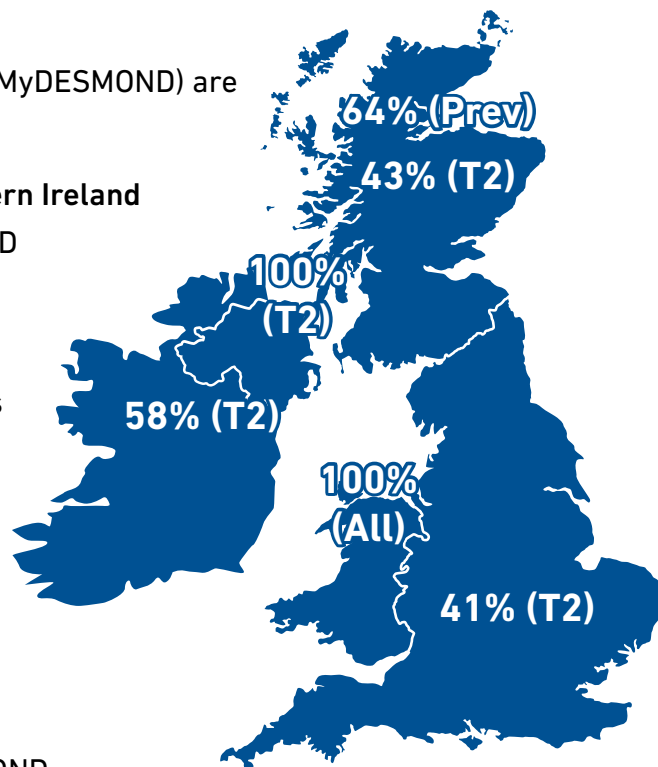 MyDESMOND) are
64% (Prev)
43% (T2)
ern Ireland
D
100%
(T2)
s
58% (T2)
100%
(All)
41% (T2)